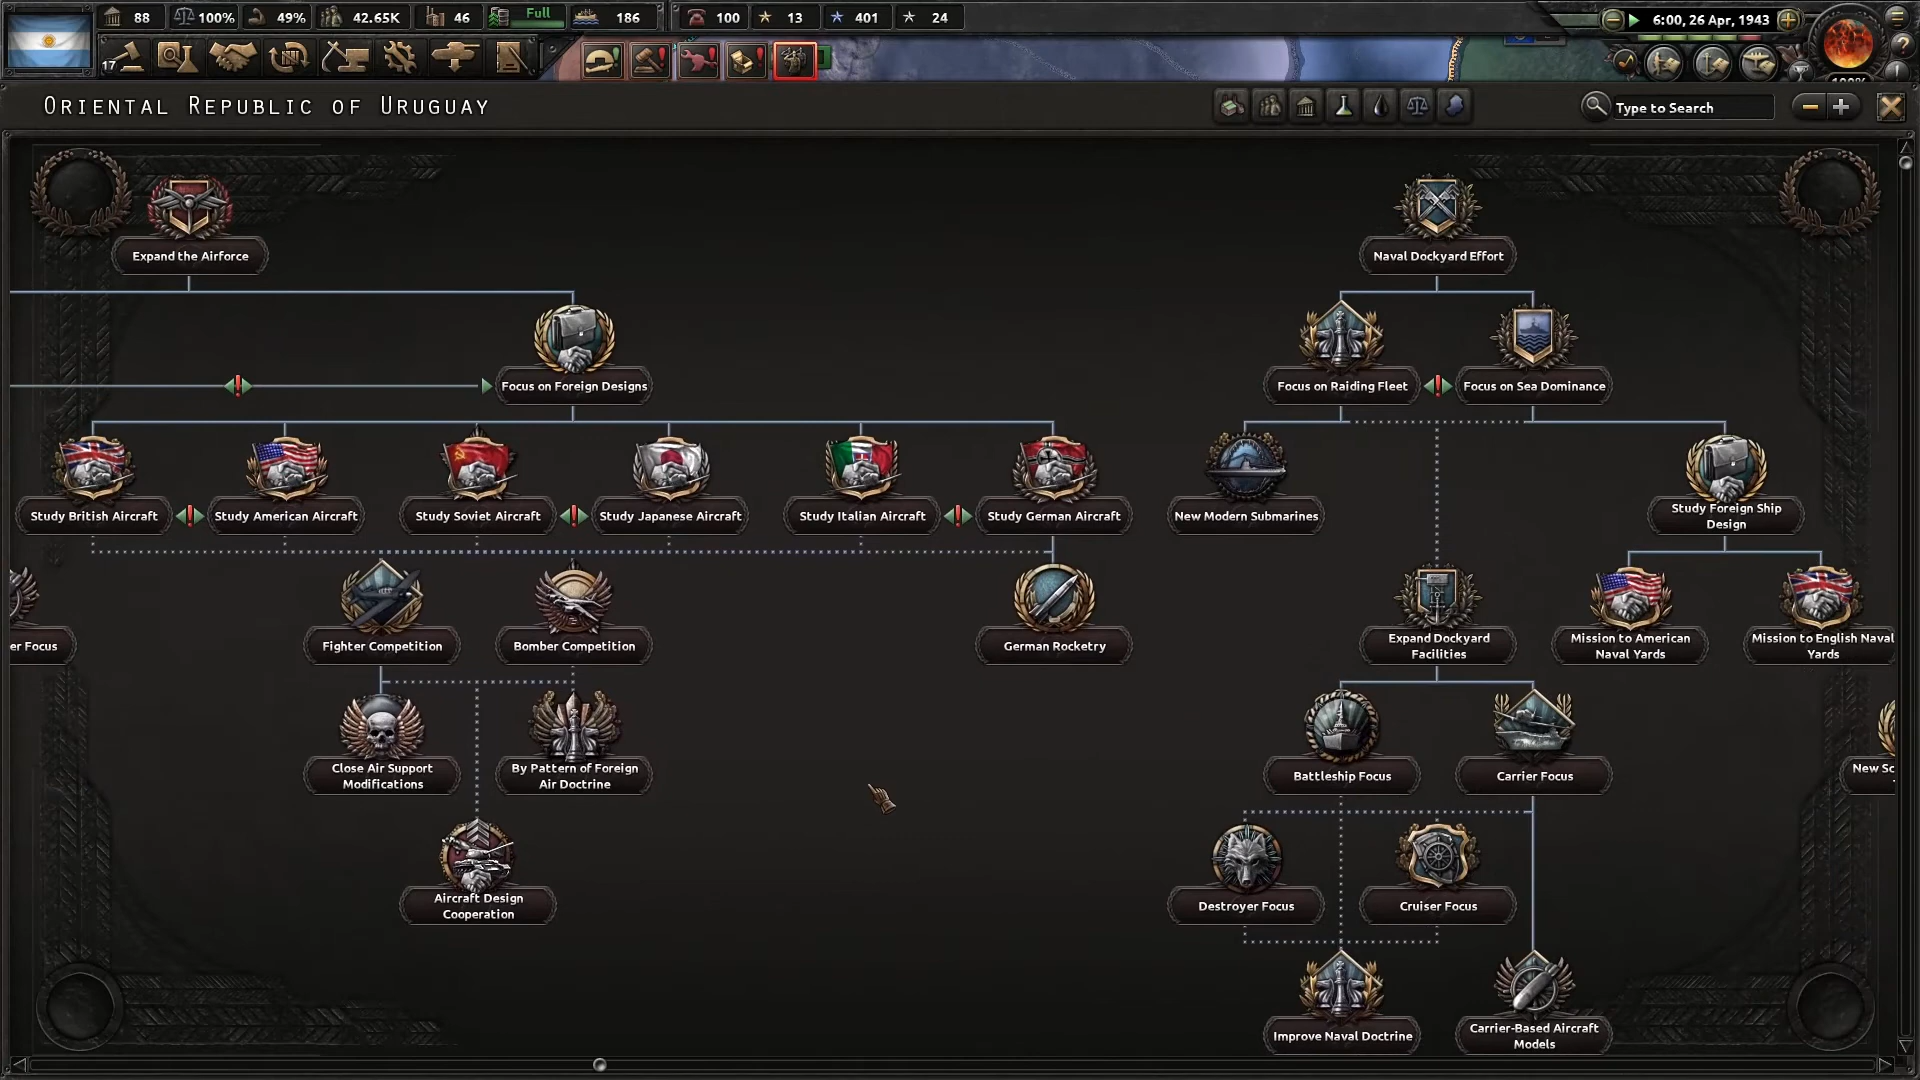 88
100%
49%
42.65K
46
Full
186
100
13
401
24
6:00, 26 Apr, 1943
17
100%
Oriental Republic of Uruguay
Type to Search
Expand the Airforce
Naval Dockyard Effort
Focus on Foreign Designs
Focus on Raiding Fleet
Focus on Sea Dominance
Study British Aircraft
Study American Aircraft
Study Soviet Aircraft
Study Japanese Aircraft
Study Italian Aircraft
Study German Aircraft
New Modern Submarines
Study Foreign Ship
Design
er Focus
Fighter Competition
Bomber Competition
German Rocketry
Expand Dockyard
Facilities
Mission to American
Naval Yards
Mission to English Naval
Yards
Close Air Support
Modifications
By Pattern of Foreign
Air Doctrine
Battleship Focus
Carrier Focus
New Sc
Aircraft Design
Cooperation
Destroyer Focus
Cruiser Focus
Improve Naval Doctrine
Carrier-Based Aircraft
Models